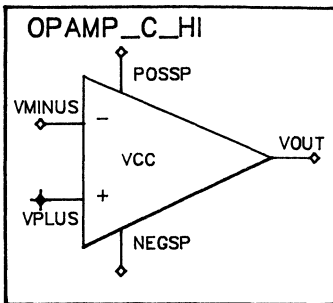 OPAMP_C_HI
POSSP
VMINUS
−
VOUT
VCC
+
VPLUS
NEGSP